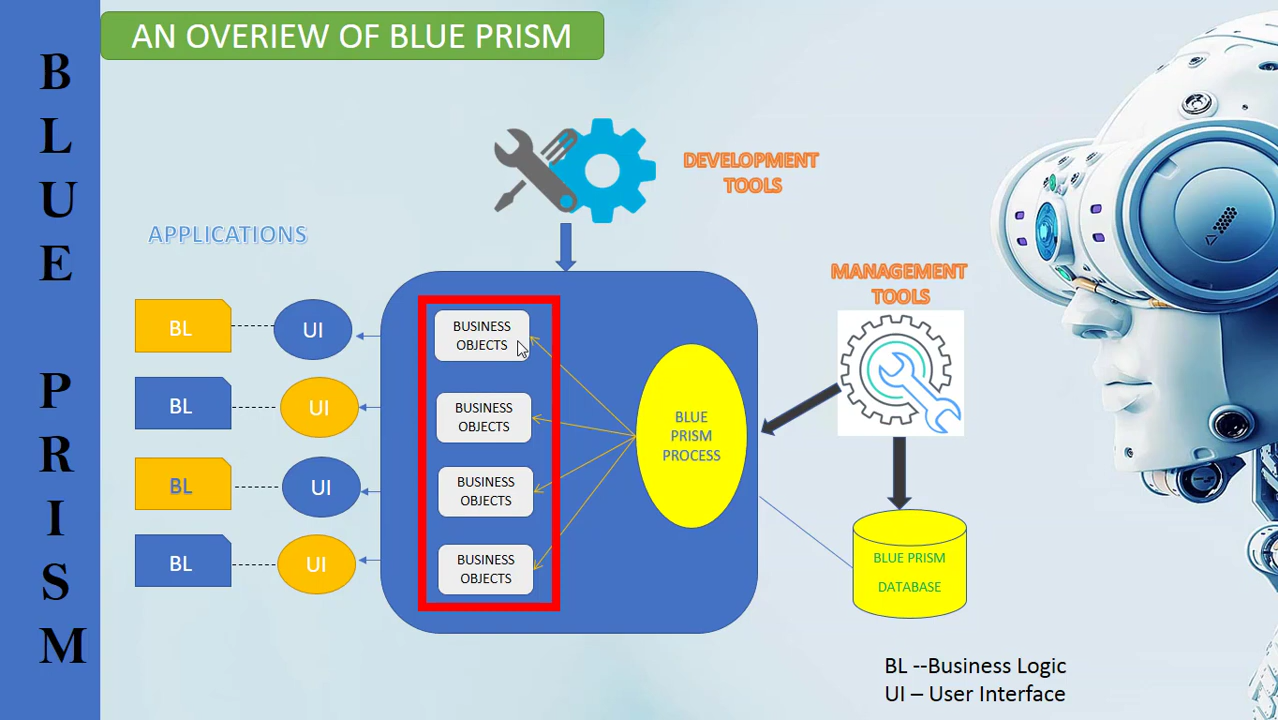 BLUE
PRISM
AN OVERIEW OF BLUE PRISM
DEVELOPMENT
TOOLS
APPLICATIONS
MANAGEMENT
TOOLS
BL
UI
BUSINESS
OBJECTS
BL
UI
BUSINESS
OBJECTS
BLUE
PRISM
PROCESS
BL
UI
BUSINESS
OBJECTS
BL
UI
BUSINESS
OBJECTS
BLUE PRISM
DATABASE
BL --Business Logic
UI – User Interface